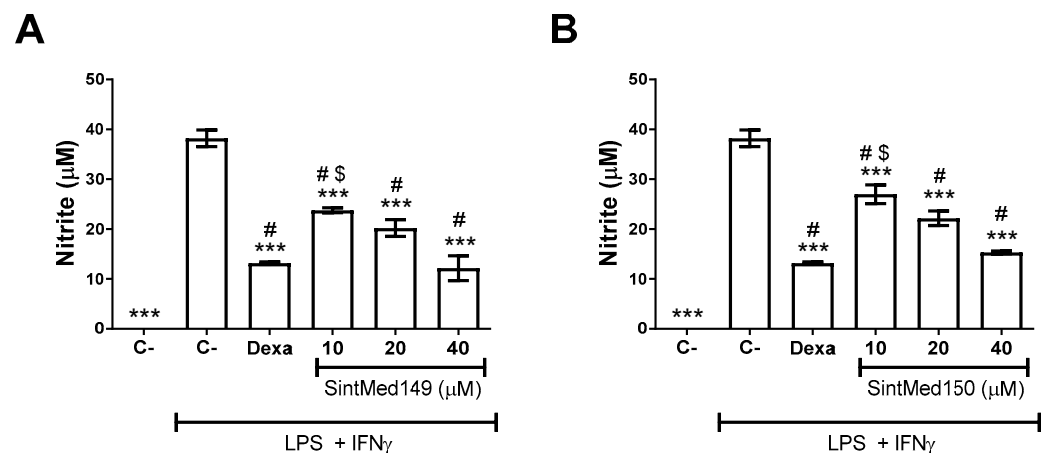 A
Nitrite (μM)
50
40
30
20
10
0
***
#
***
# $
***
#
***
#
***
C-
C-
Dexa
10
20
40
SintMed149 (μM)
LPS + IFNγ
B
Nitrite (μM)
50
40
30
20
10
0
***
#
***
# $
***
#
***
#
***
C-
C-
Dexa
10
20
40
SintMed150 (μM)
LPS + IFNγ